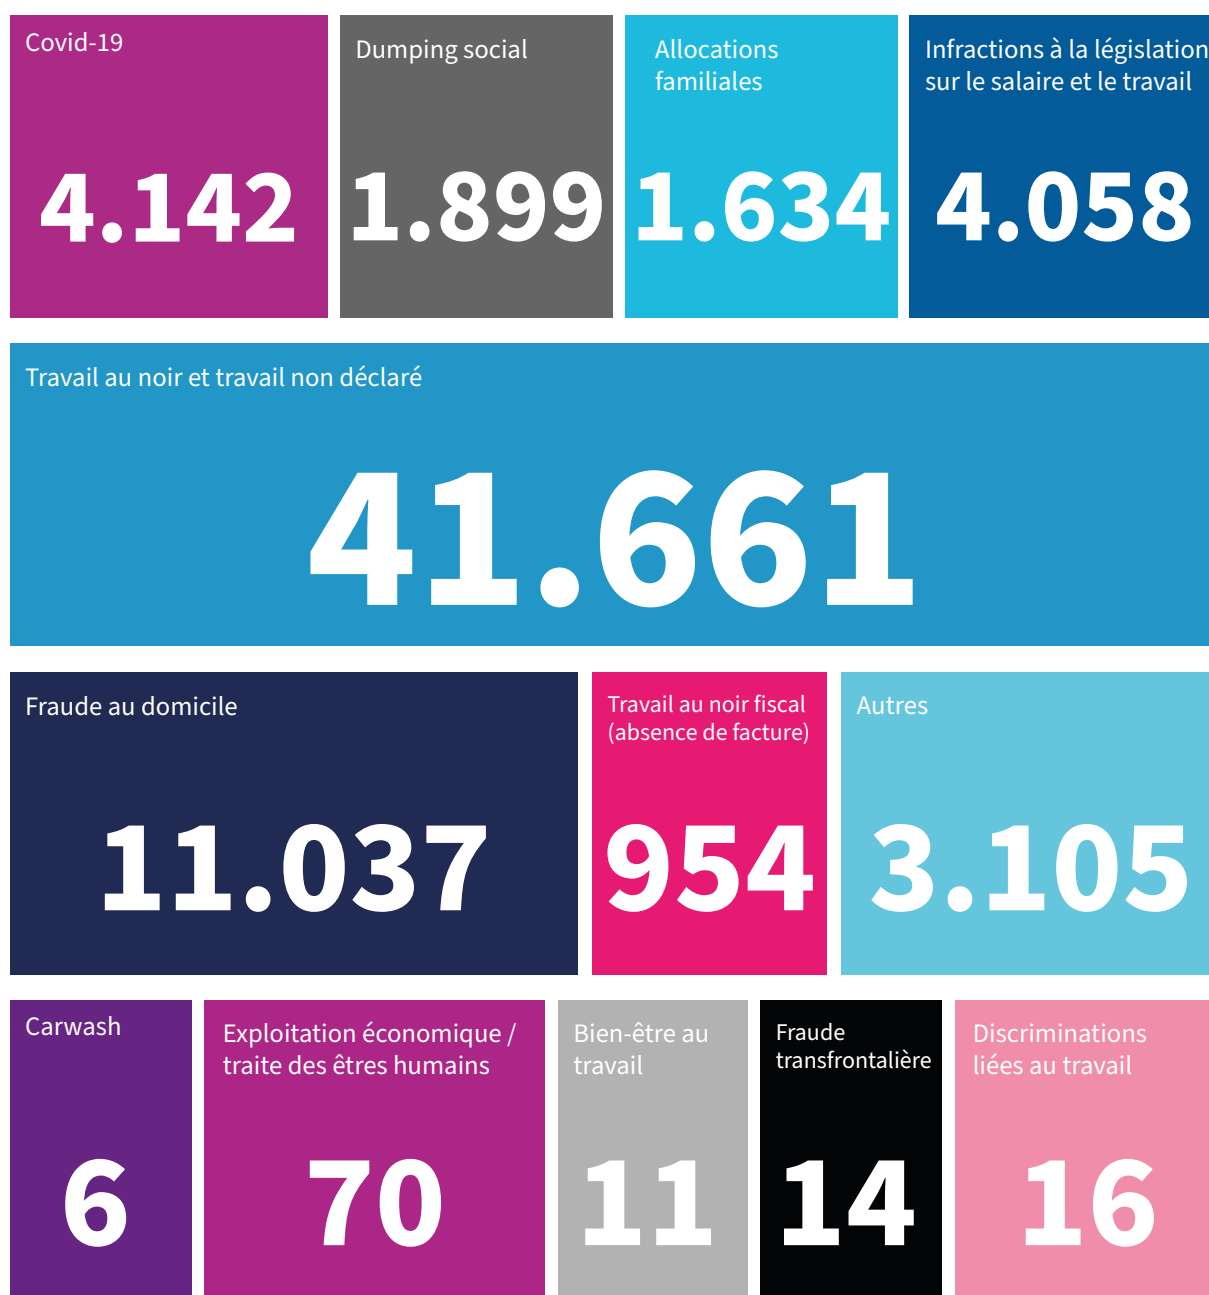 Covid-19
4.142
Dumping social
1.899
Allocations
familiales
1.634
Infractions à la législation
sur le salaire et le travail
4.058
Travail au noir et travail non déclaré
41.661
Fraude au domicile
11.037
Travail au noir fiscal
(absence de facture)
954
Autres
3.105
Carwash
6
Exploitation économique /
traite des êtres humains
70
Bien-être au
travail
11
Fraude
transfrontalière
14
Discriminations
liées au travail
16